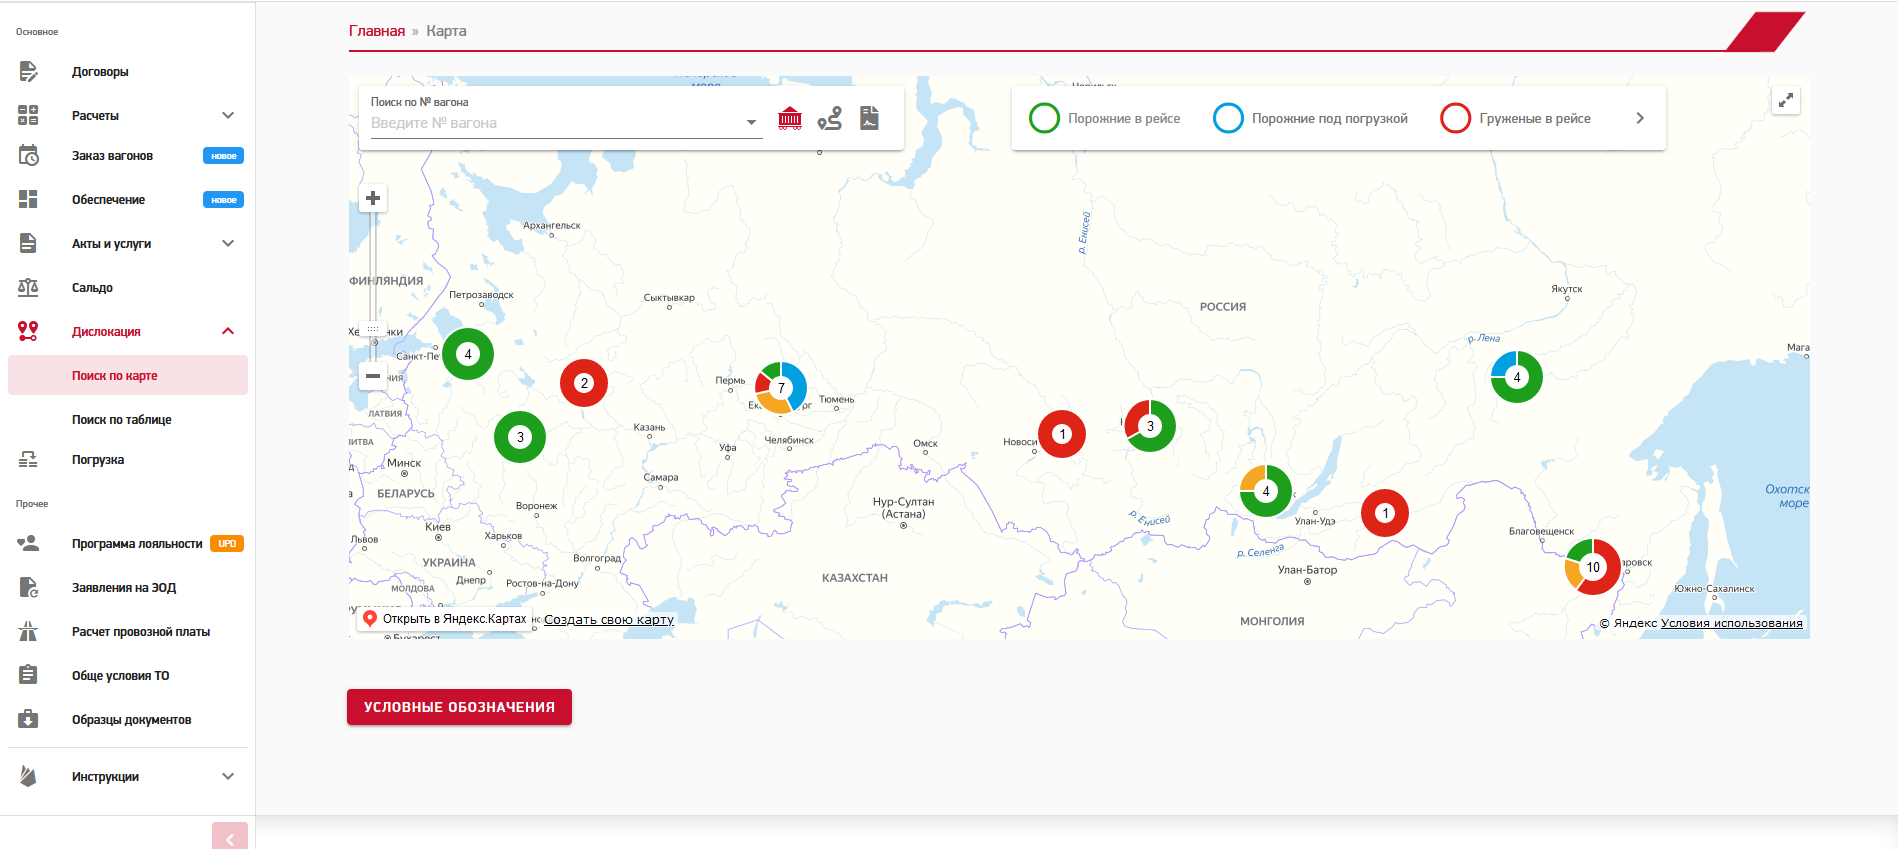 Основное
Договоры
Расчеты
Заказ вагонов новое
Обеспечение новое
Акты и услуги
Сальдо
Дислокация
Поиск по карте
Поиск по таблице
Погрузка
Прочее
Программа лояльности UPD
Заявления на ЭОД
Расчет провозной платы
Обще условия ТО
Образцы документов
Инструкции
Главная » Карта
Поиск по № вагона
Введите № вагона
Порожние в рейсе
Порожние под погрузкой
Груженые в рейсе
море
Архангельск
р. Енисей
ФИНЛЯНДИЯ
Петрозаводск
Сыктывкар
РОССИЯ
Якутск
р. Лена
Мага
Санкт-Пе
4
2
Пермь
7
Тюмень
4
ЛАТВИЯ
3
Казань
Уфа
Челябинск
Омск
Новоси
1
3
Минск
Самара
БЕЛАРУСЬ
Воронеж
Нур-Султан
(Астана)
4
Охотск
море
р. Енисей
Улан-Удэ
1
Киев
Харьков
Львов
УКРАИНА
Волгоград
р. Селенга
Благовещенск
Днепр
Ростов-на-Дону
КАЗАХСТАН
Улан-Батор
10
аровск
МОЛДОВА
Южно-Сахалинск
Открыть в Яндекс.Картах
Создать свою карту
МОНГОЛИЯ
© Яндекс Условия использования
Бухарест
УСЛОВНЫЕ ОБОЗНАЧЕНИЯ